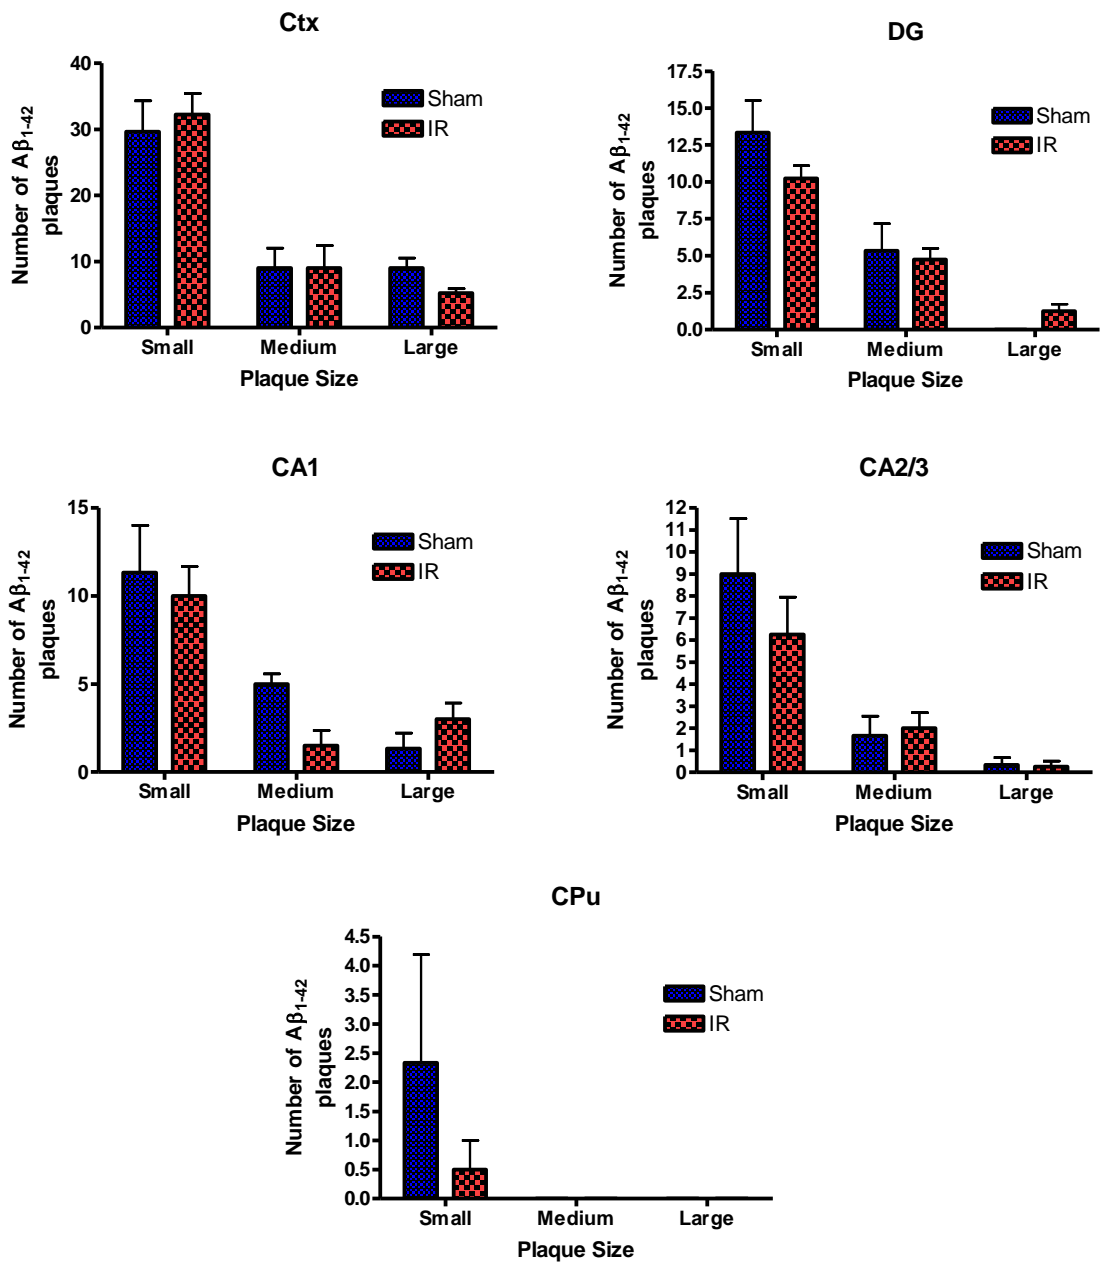 Ctx
Number of Aβ1-42
plaques
40
30
20
10
0
Sham
IR
Small Medium Large
Plaque Size
DG
Number of Aβ1-42
plaques
17.5
15.0
12.5
10.0
7.5
5.0
2.5
0.0
Sham
IR
Small Medium Large
Plaque Size
CA1
Number of Aβ1-42
plaques
15
10
5
0
Sham
IR
Small Medium Large
Plaque Size
CA2/3
Number of Aβ1-42
plaques
12
11
10
9
8
7
6
5
4
3
2
1
0
Sham
IR
Small Medium Large
Plaque Size
CPu
Number of Aβ1-42
plaques
4.5
4.0
3.5
3.0
2.5
2.0
1.5
1.0
0.5
0.0
Sham
IR
Small Medium Large
Plaque Size